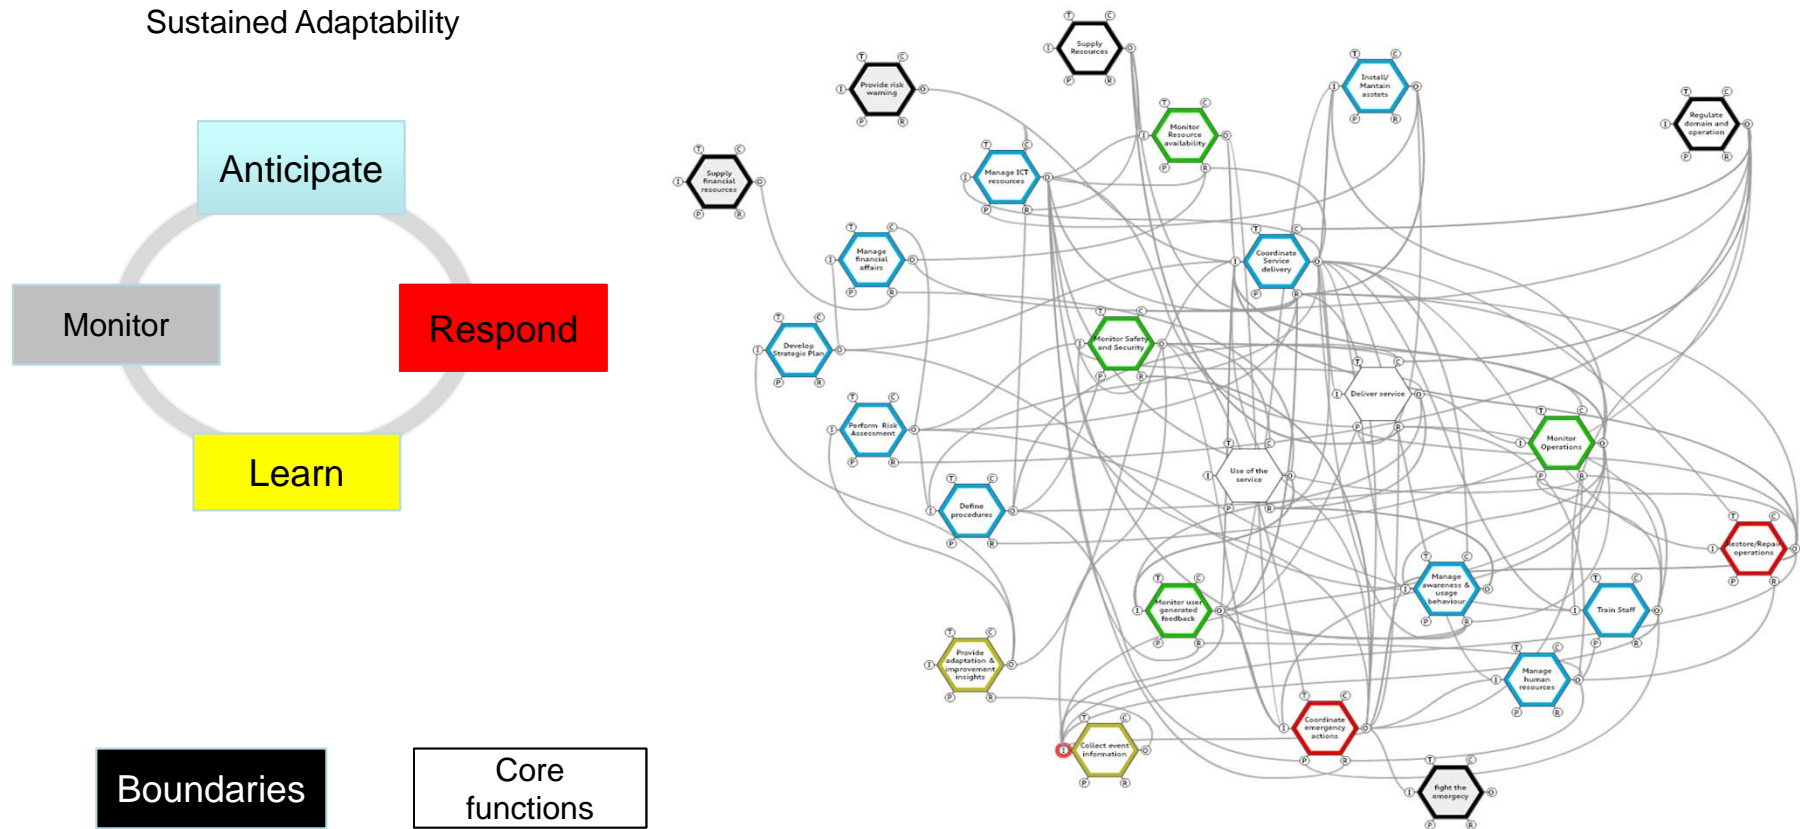 Sustained Adaptability
Anticipate
Monitor
Respond
Learn
Boundaries
Core
functions
T C
I O
P R
Supply
Resources
T C
I O
P R
Provide risk
warning
T C
I O
P R
Install/
Mantain
asstets
T C
I O
P R
Regulate
domain and
operation
T C
I O
P R
Monitor
Resource
availability
T C
I O
P R
Supply
financial
resources
T C
I O
P R
Manage ICT
resources
T C
I O
P R
Manage
financial
affairs
T C
I O
P R
Coordinate
Service
delivery
T C
I O
P R
Develop
Strategic Plan
T C
I O
P R
Monitor Safety
and Security
T C
I O
P R
Deliver service
T C
I O
P R
Perform Risk
Assessment
T C
I O
P R
Monitor
Operations
T C
I O
P R
Use of the
service
T C
I O
P R
Define
procedures
T C
I O
P R
Restore/Repair
operations
T C
I O
P R
Manage
awareness &
usage
behaviour
T C
I O
P R
Monitor user
generated
feedback
T C
I O
P R
Train Staff
T C
I O
P R
Provide
adaptation &
improvement
insights
T C
I O
P R
Manage
human
resources
T C
I O
P R
Coordinate
emergency
actions
T C
I O
P R
Collect event
information
T C
I O
P R
fight the
emergecy